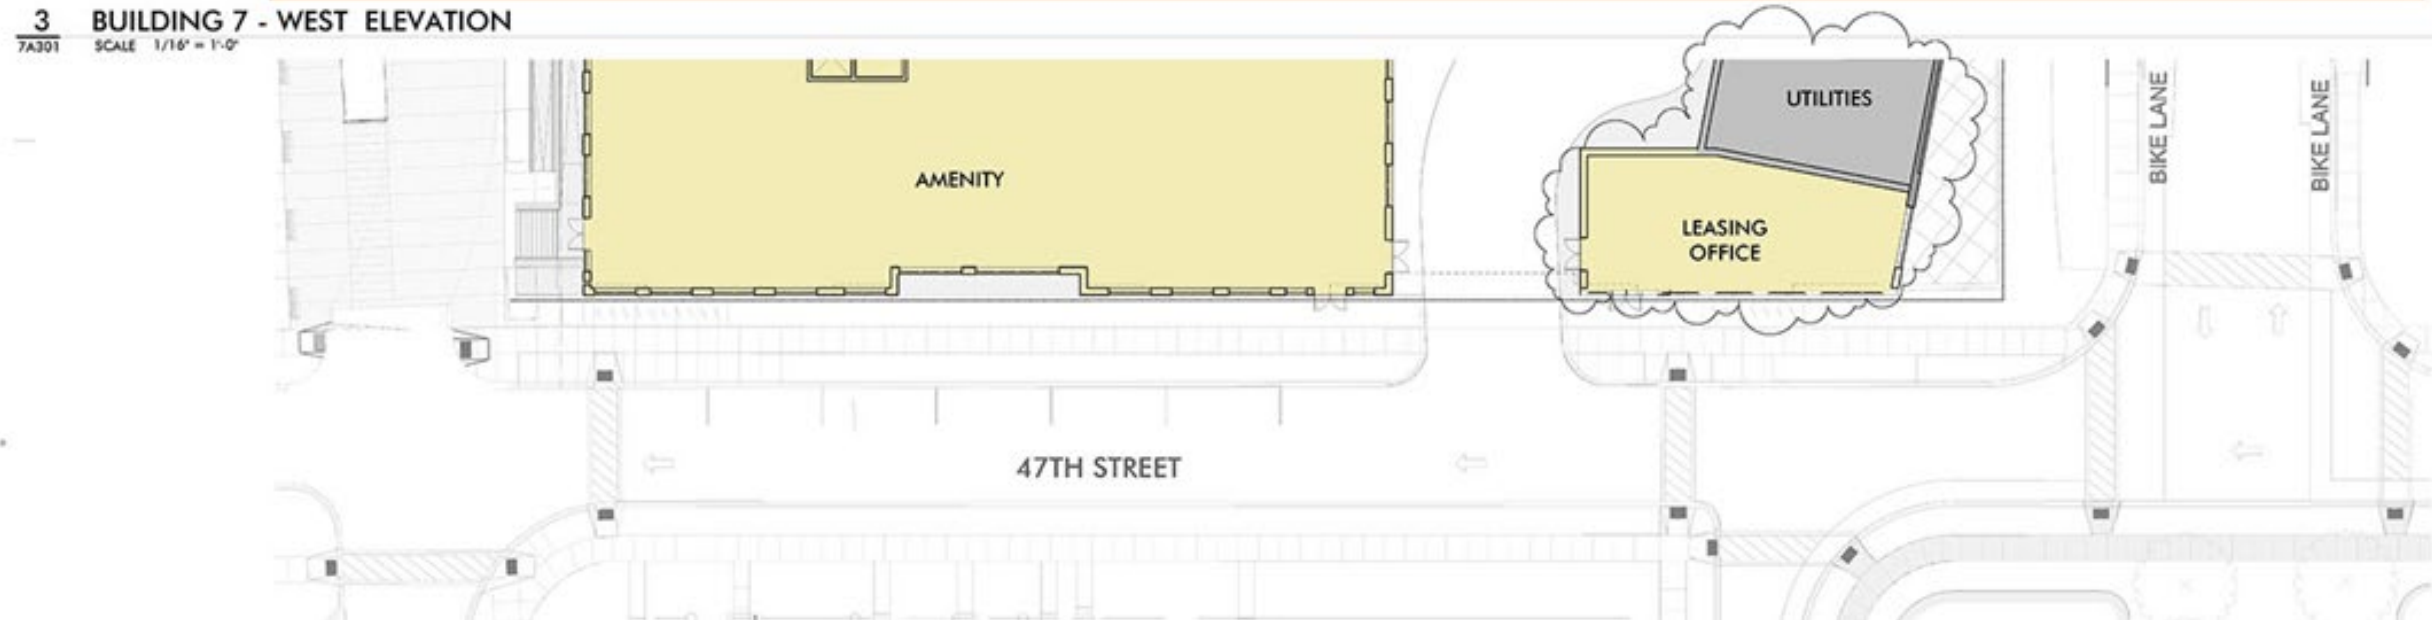 3 BUILDING 7 - WEST ELEVATION
7A301 SCALE 1/16" = 1'-0"
UTILITIES
BIKE LANE
BIKE LANE
AMENITY
LEASING
OFFICE
47TH STREET